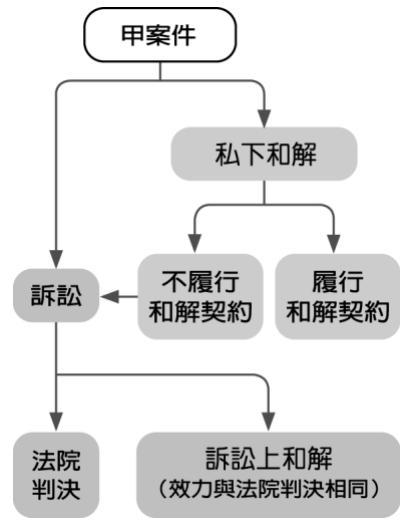 甲案件
私下和解
訴訟
不履行
和解契約
履行
和解契約
法院
判決
訴訟上和解
（效力與法院判決相同）